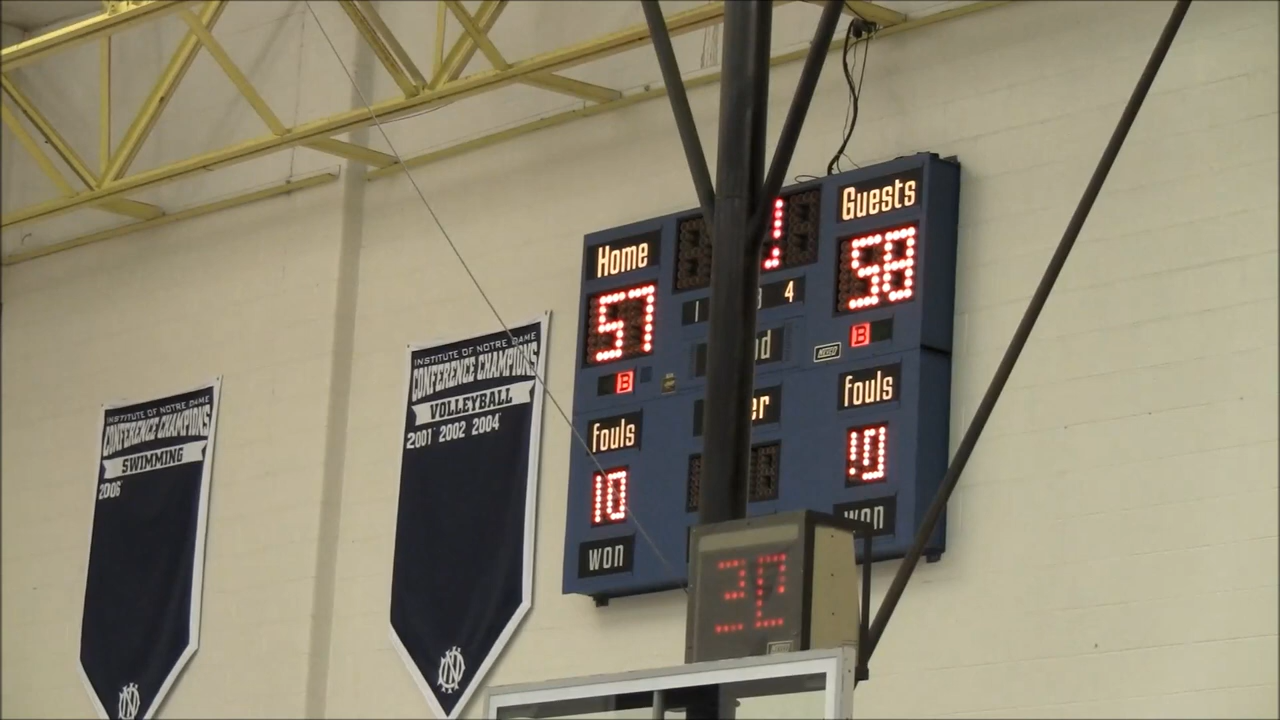 Home
Guests
57
58
4
B
B
fouls
fouls
10
10
won
won
INSTITUTE OF NOTRE DAME
CONFERENCE CHAMPIONS
VOLLEYBALL
2001 2002 2004
INSTITUTE OF NOTRE DAME
CONFERENCE CHAMPIONS
SWIMMING
2006